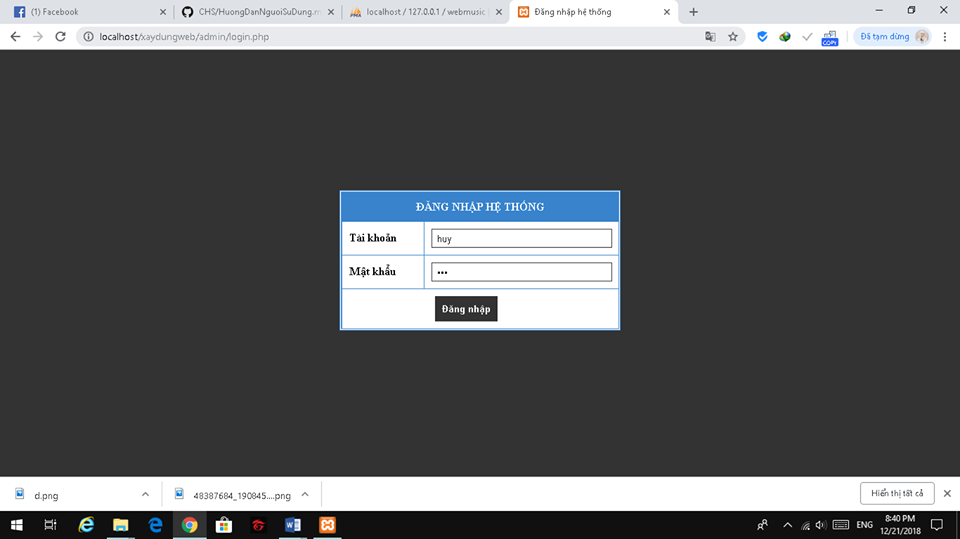 (1) Facebook
CHS/HuongDanNguoiSuDung.m
localhost / 127.0.0.1 / webmusic
Đăng nhập hệ thống
localhost/xaydungweb/admin/login.php
COPY
Đã tạm dừng
ĐĂNG NHẬP HỆ THỐNG
Tài khoản
huy
Mật khẩu
•••
Đăng nhập
d.png
48387684_190845....png
Hiển thị tất cả
ENG
8:40 PM
12/21/2018